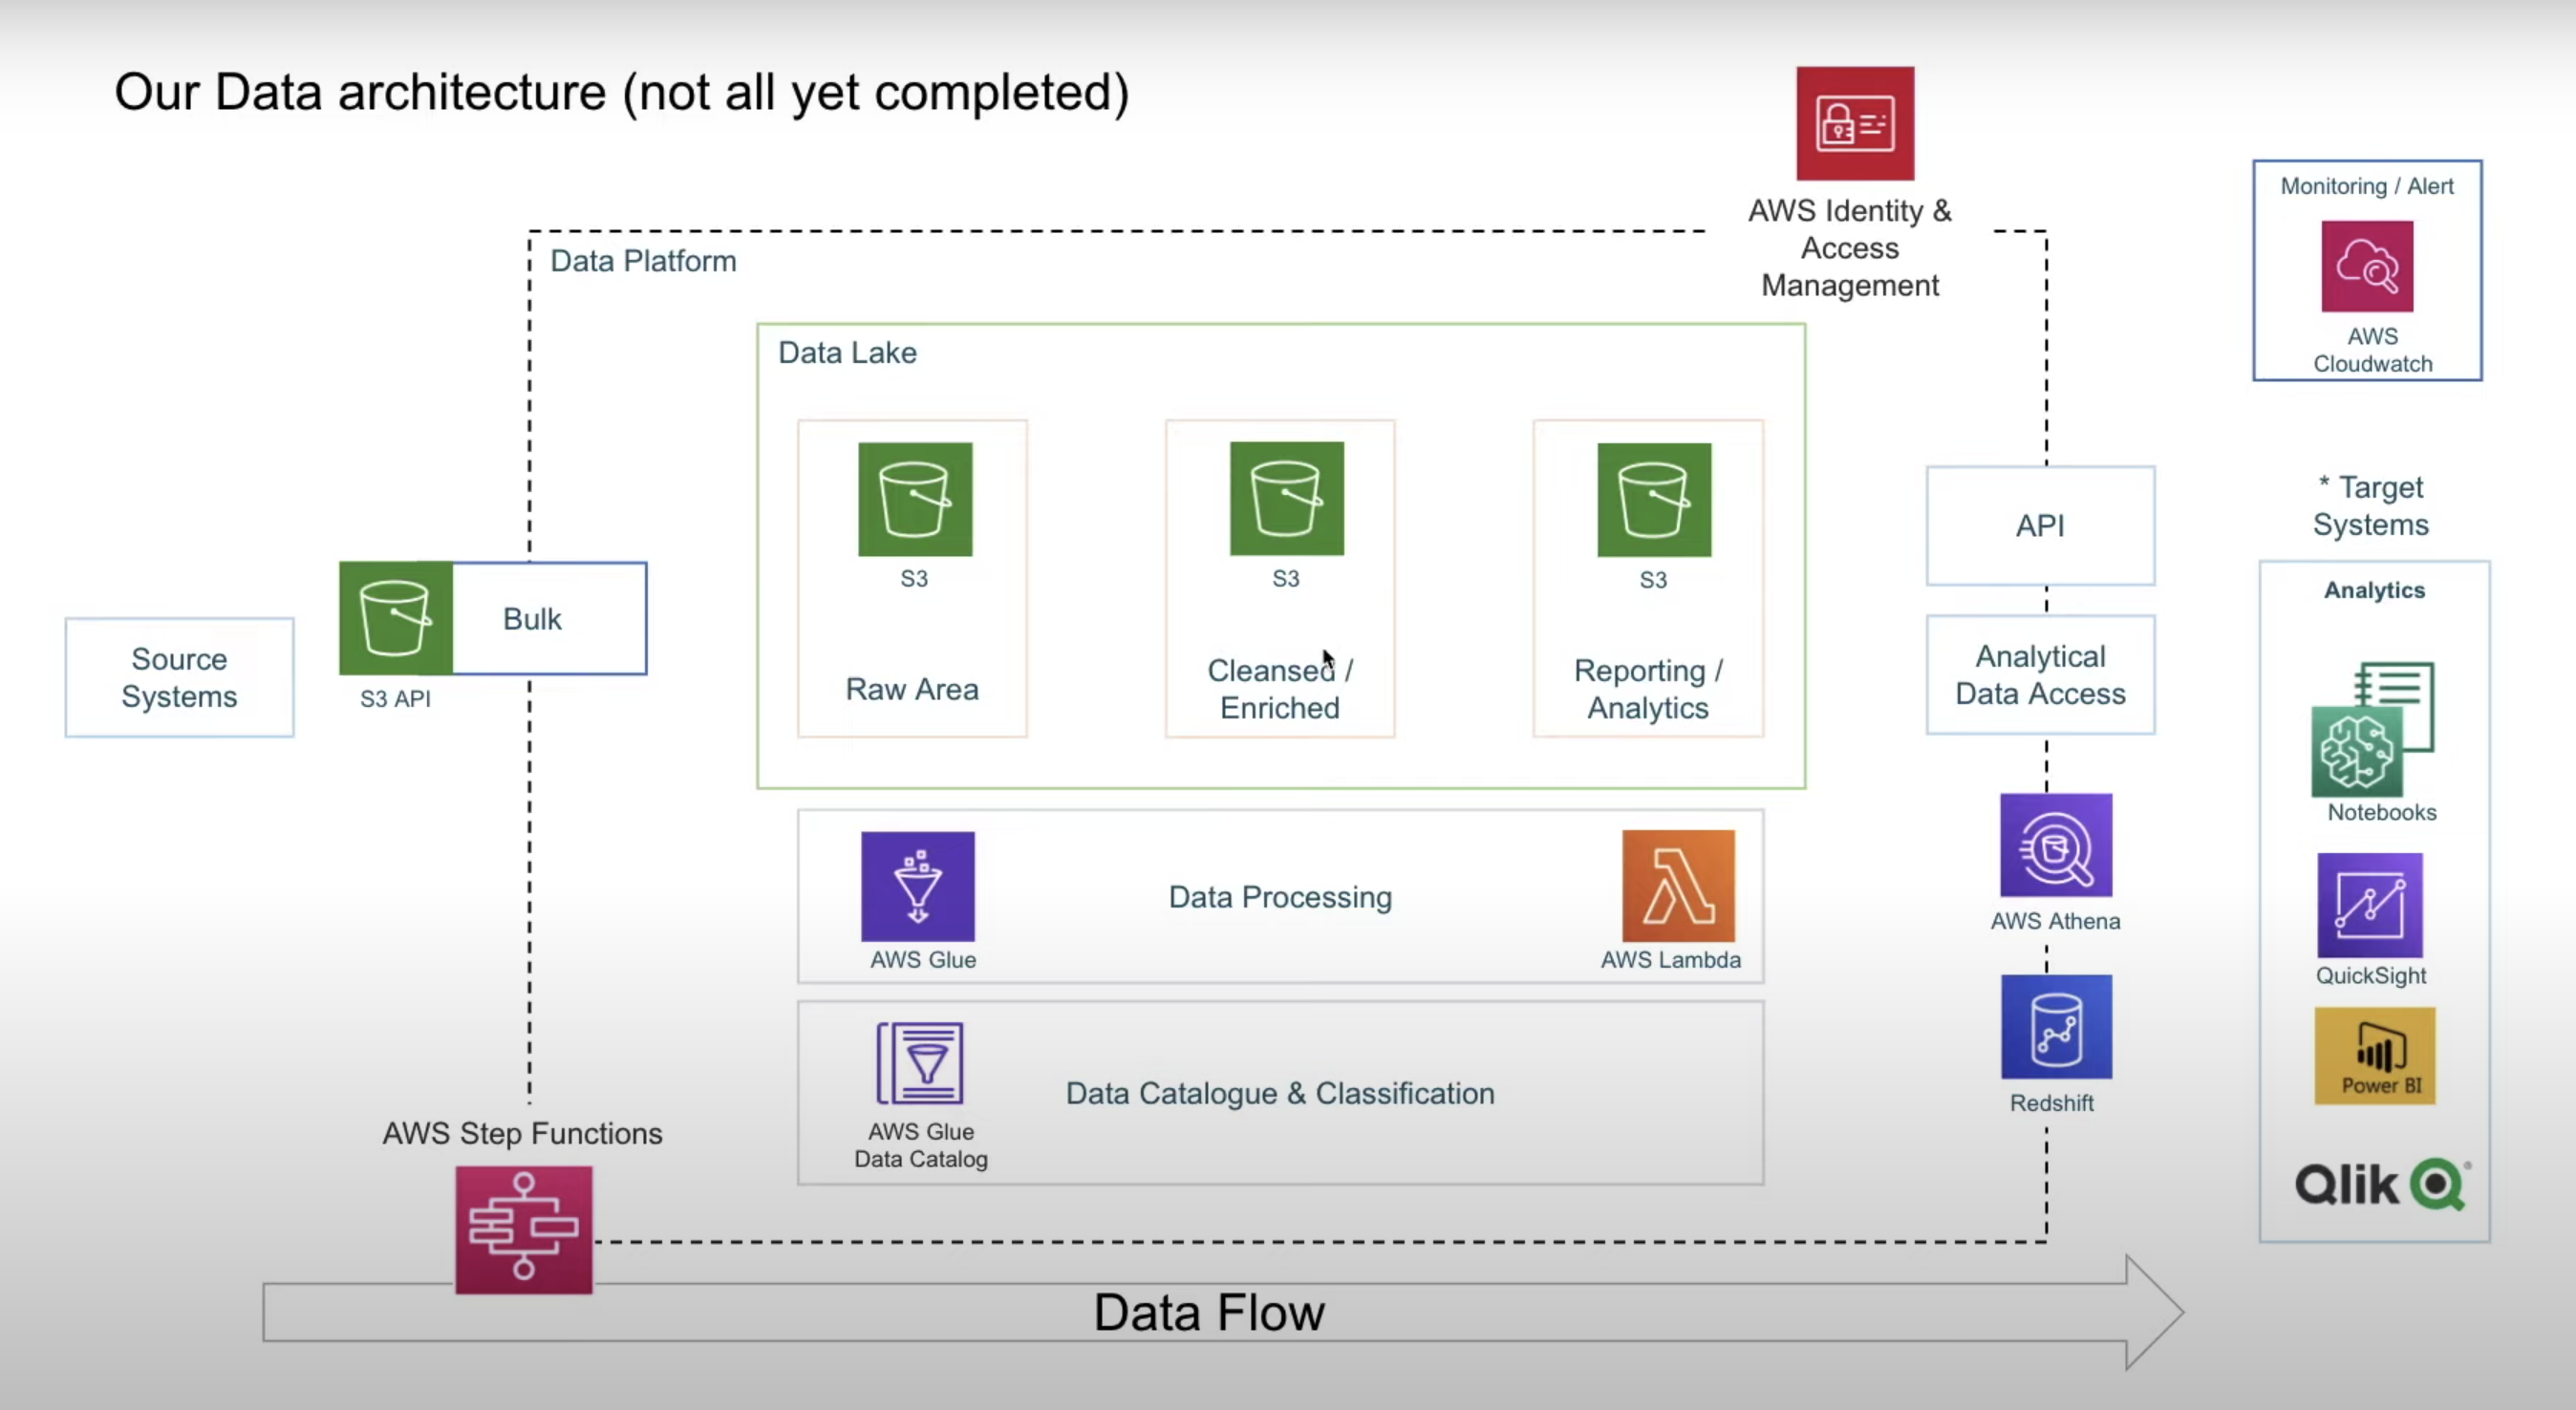 Our Data architecture (not all yet completed)
AWS Identity &
Access
Management
Monitoring / Alert
AWS
Cloudwatch
Data Platform
Data Lake
S3
Raw Area
S3
Cleansed /
Enriched
S3
Reporting /
Analytics
Source
Systems
S3 API
Bulk
API
Analytical
Data Access
* Target
Systems
Analytics
Notebooks
QuickSight
Power BI
Qlik
AWS Glue
Data Processing
AWS Lambda
AWS Athena
Redshift
AWS Glue
Data Catalog
Data Catalogue & Classification
AWS Step Functions
Data Flow